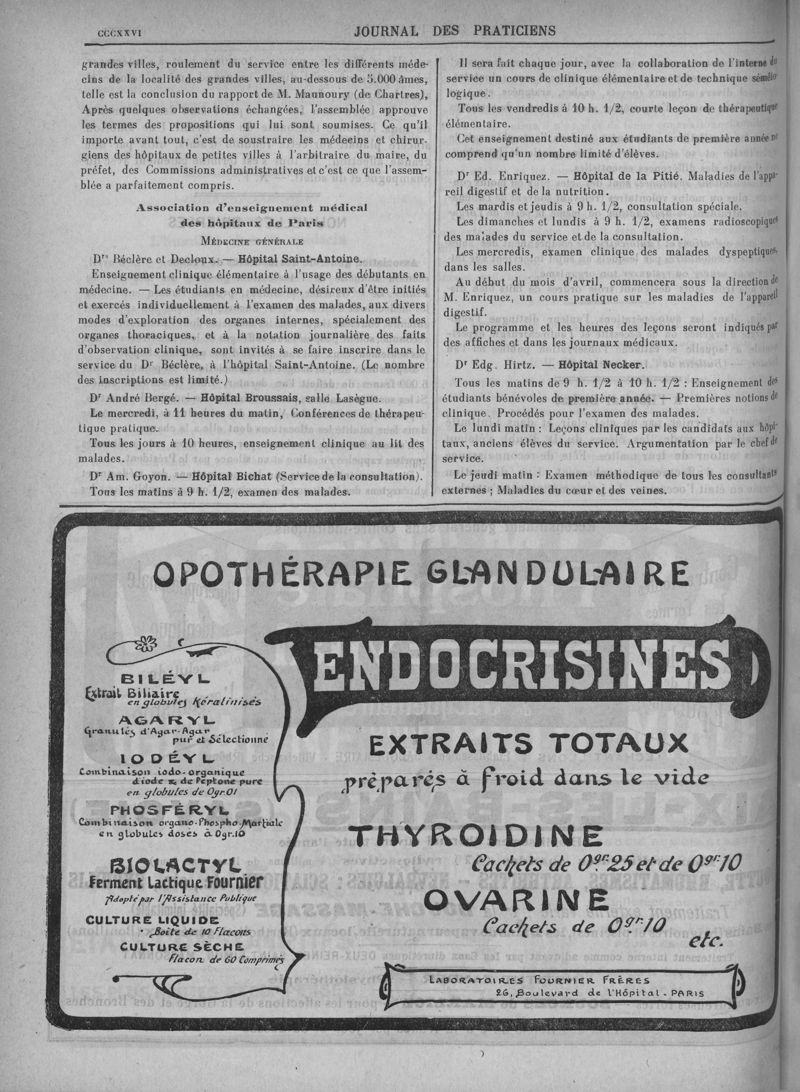 CCCXXVI
JOURNAL DES PRATICIENS
grandes villes, roulement du service entre les différents méde-
cins de la localité des grandes villes, au-dessous de 5.000 âmes,
telle est la conclusion du rapport de M. Maunoury (de Chartres),
Après quelques observations échangées, l'assemblée approuve
les termes des propositions qui lui sont soumises. Ce qu'il
importe avant tout, c'est de soustraire les médecins et chirur-
giens des hôpitaux de petites villes à l'arbitraire du maire, du
préfet, des Commissions administratives et c'est ce que l'assem-
blée a parfaitement compris.
Association d'enseignement médical
des hôpitaux de Paris
MÉDECINE GÉNÉRALE
Drs Béclère et Decloux. — Hôpital Saint-Antoine.
Enseignement clinique élémentaire à l'usage des débutants en
médecine. — Les étudiants en médecine, désireux d'être initiés
et exercés individuellement à l'examen des malades, aux divers
modes d'exploration des organes internes, spécialement des
organes thoraciques, et à la notation journalière des faits
d'observation clinique, sont invités à se faire inscrire dans le
service du Dr Béclère, à l'hôpital Saint-Antoine. (Le nombre
des inscriptions est limité.)
Dr André Bergé. — Hôpital Broussais, salle Lasègue.
Le mercredi, à 11 heures du matin, Conférences de thérapeu-
tique pratique.
Tous les jours à 10 heures, enseignement clinique au lit des
malades.
Dr Am. Goyon. — Hôpital Bichat (Service de la consultation).
Tous les matins à 9 h. 1/2, examen des malades.
Il sera fait chaque jour, avec la collaboration de l'interne du
service un cours de clinique élémentaire et de technique séméio
logique.
Tous les vendredis à 10 h. 1/2, courte leçon de thérapeutique
élémentaire.
Cet enseignement destiné aux étudiants de première année ne
comprend qu'un nombre limité d'élèves.
Dr Ed. Enriquez. — Hôpital de la Pitié. Maladies de l'appa-
reil digestif et de la nutrition.
Les mardis et jeudis à 9 h. 1/2, consultation spéciale.
Les dimanches et lundis à 9 h. 1/2, examens radioscopiques
des malades du service et de la consultation.
Les mercredis, examen clinique des malades dyspeptiques,
dans les salles.
Au début du mois d'avril, commencera sous la direction de
M. Enriquez, un cours pratique sur les maladies de l'appareil
digestif.
Le programme et les heures des leçons seront indiqués par
des affiches et dans les journaux médicaux.
Dr Edg. Hirtz. — Hôpital Necker.
Tous les matins de 9 h. 1/2 à 10 h. 1/2 : Enseignement des
étudiants bénévoles de première année. — Premières notions de
clinique. Procédés pour l'examen des malades.
Le lundi matin : Leçons cliniques par les candidats aux hôpi-
taux, anciens élèves du service. Argumentation par le chef de
service.
Le jeudi matin : Examen méthodique de tous les consultants
externes ; Maladies du cœur et des veines.
OPOTHÉRAPIE GLANDULAIRE
ENDOCRISINES
EXTRAITS TOTAUX
préparés à froid dans le vide
THYROIDINE
Cachets de 0gr.25 et de 0gr.10
OVARINE
Cachets de 0gr.10
etc.
BILÉYL
Extrait Biliaire
en globules Kératinisés
AGARYL
Granulés d'Agar-Agar
pur et Sélectionné
IODÉYL
Combinaison iodo-organique
d'iode & de Peptone pure
en globules de 0gr.01
PHOSFÉRYL
Combinaison organo-Phospho-Martiale
en globules dosés à 0gr.10
BIOLACTYL
Ferment Lactique Fournier
Adopté par l'Assistance Publique
CULTURE LIQUIDE
Boîte de 10 Flacons
CULTURE SÈCHE
Flacon de 60 Comprimés
LABORATOIRES FOURNIER FRÈRES
26, Boulevard de l'Hôpital - PARIS